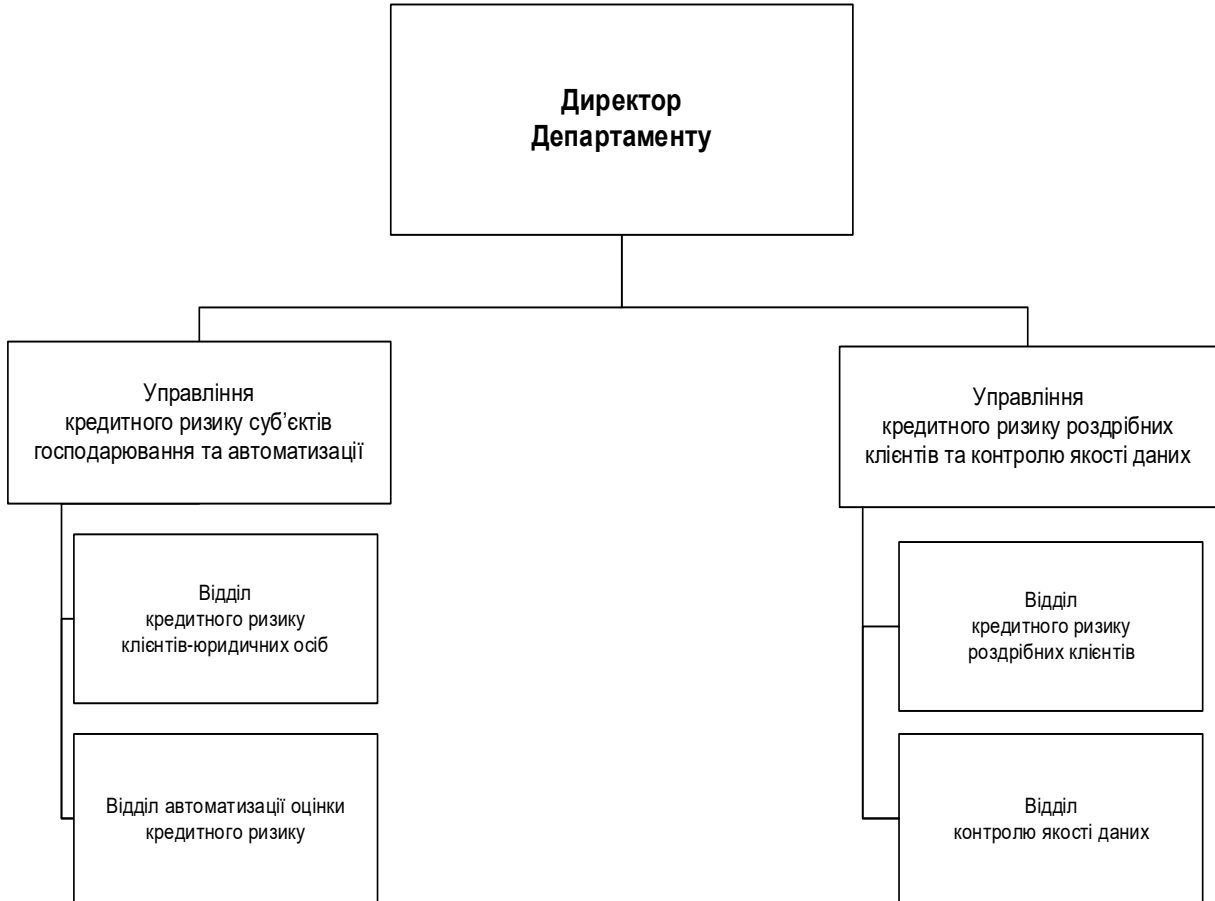 Директор
Департаменту
Управління
кредитного ризику суб’єктів
господарювання та автоматизації
Управління
кредитного ризику роздрібних
клієнтів та контролю якості даних
Відділ
кредитного ризику
клієнтів-юридичних осіб
Відділ
кредитного ризику
роздрібних клієнтів
Відділ автоматизації оцінки
кредитного ризику
Відділ
контролю якості даних